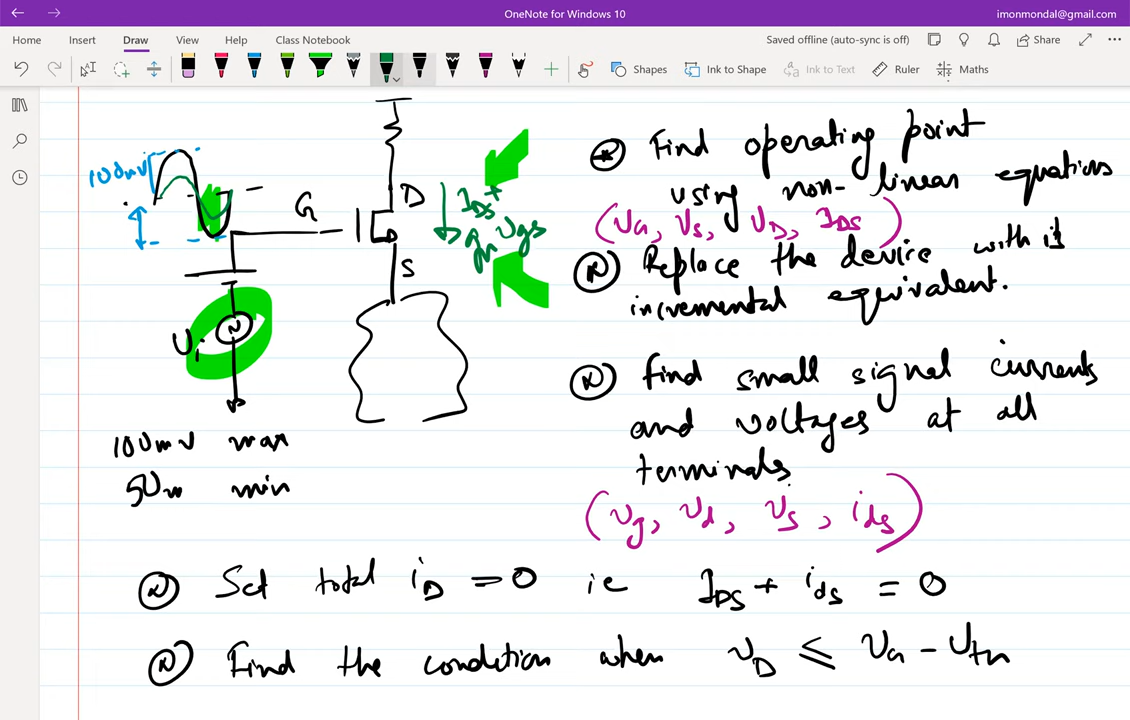 OneNote for Windows 10
imonmondal@gmail.com
Home Insert Draw View Help Class Notebook
Saved offline (auto-sync is off) Share
Shapes Ink to Shape Ink to Text Ruler Maths
100mV
G
D
S
IDS +
gm vgs
vi
100mV max
50m min
Find operating point
using non-linear equations
(VG, VS, VD, IDS)
Replace the device with its
incremental equivalent.
Find small signal currents
and voltages at all
terminals
(vg, vd, vs, ids)
Set total iD = 0 ie IDS + ids = 0
Find the condition when vD ≤ vG - Vtn